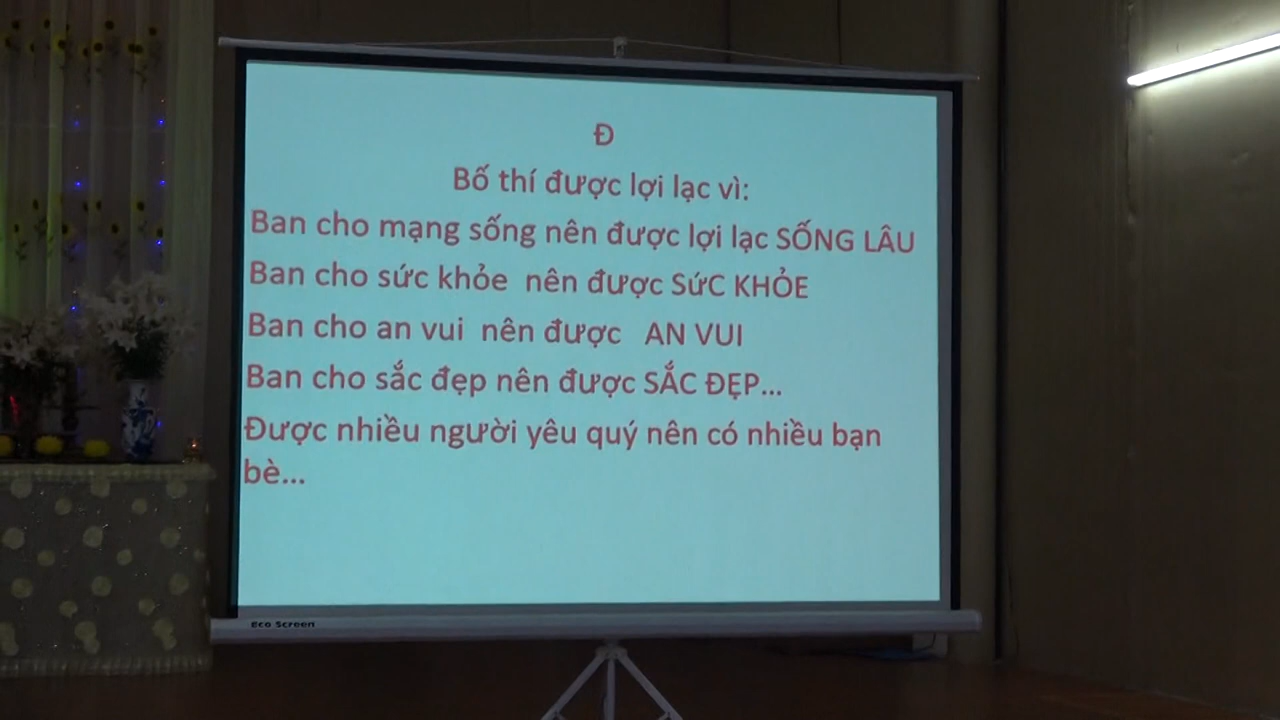 Đ
Bố thí được lợi lạc vì:
Ban cho mạng sống nên được lợi lạc SỐNG LÂU
Ban cho sức khỏe nên được SứC KHỎE
Ban cho an vui nên được AN VUI
Ban cho sắc đẹp nên được SẮC ĐẸP...
Được nhiều người yêu quý nên có nhiều bạn
bè...
Eco Screen